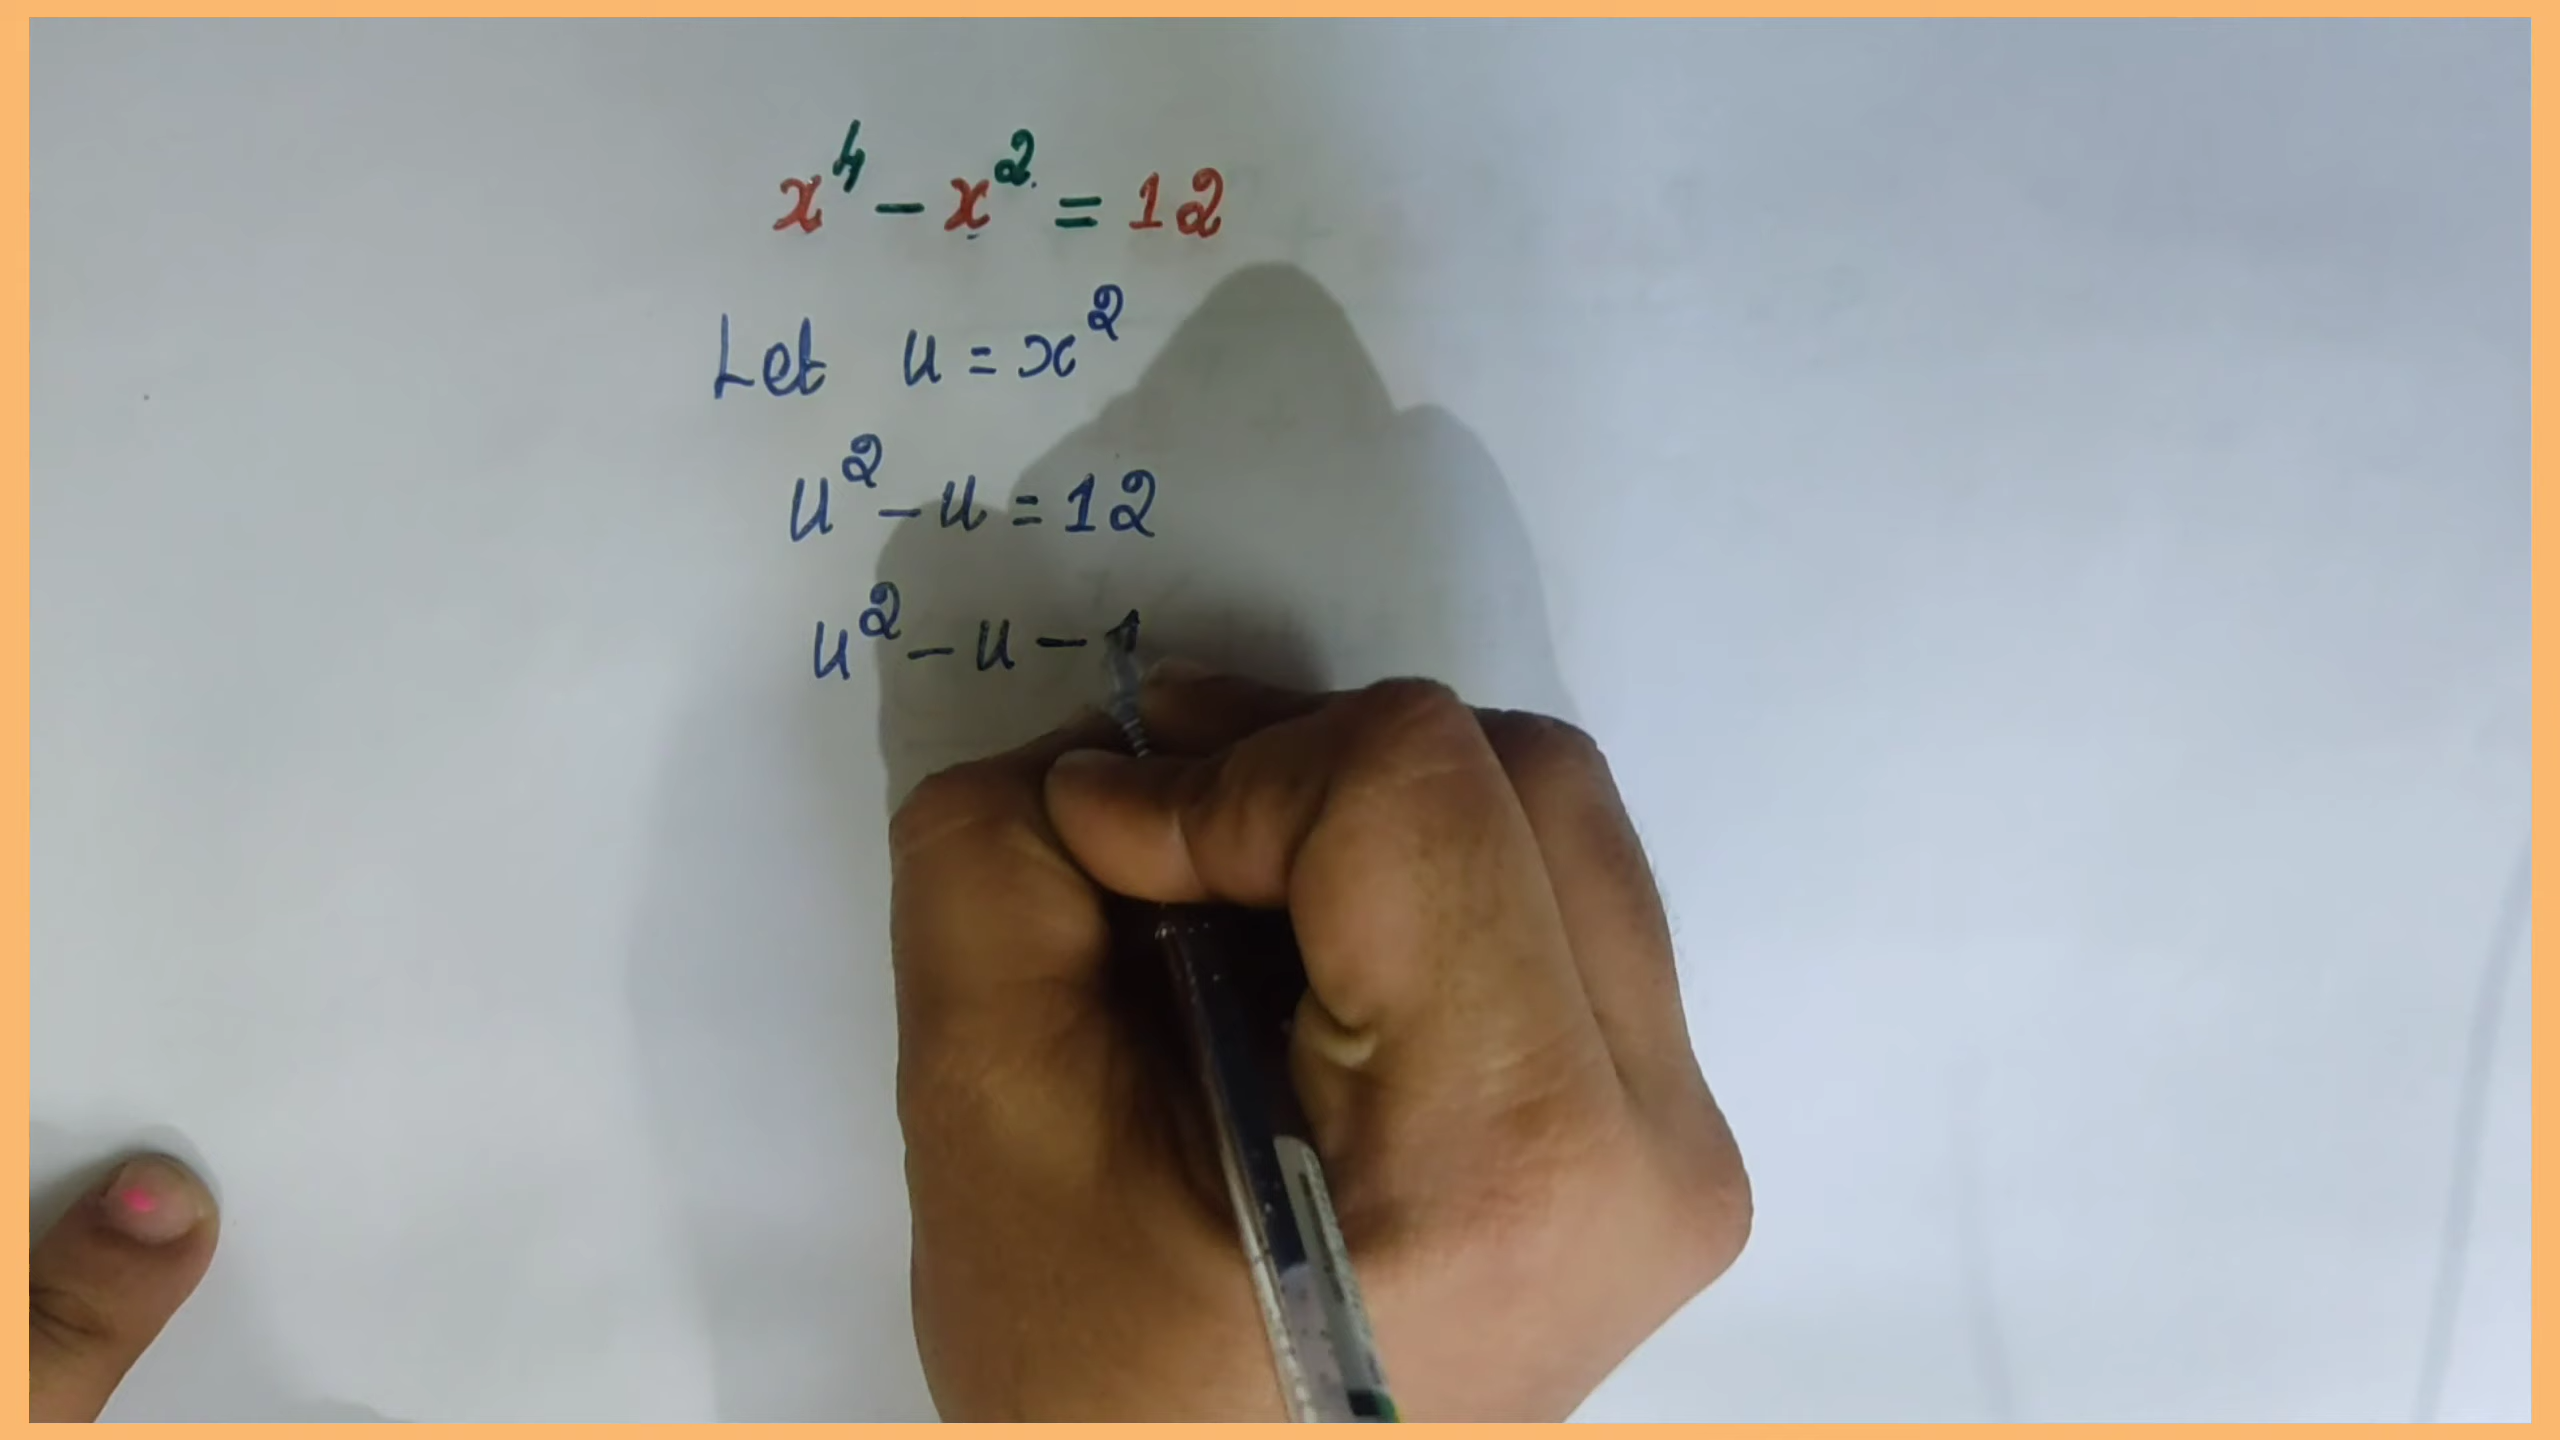 x⁴ - x² = 12
Let u = x²
u² - u = 12
u² - u - 1